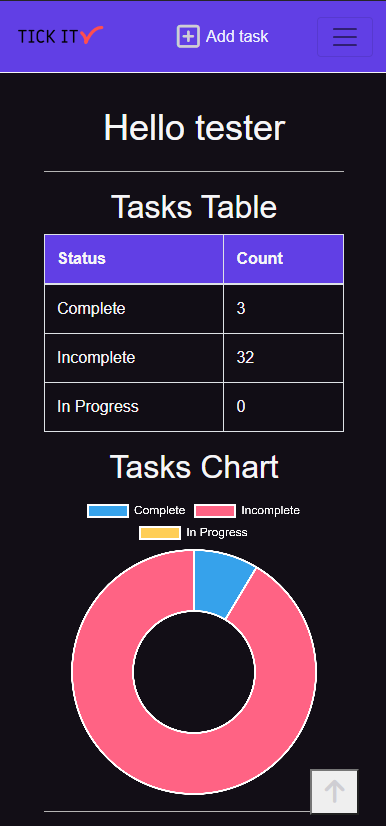 TICK IT
Add task
Hello tester
Tasks Table
Status Count
Complete 3
Incomplete 32
In Progress 0
Tasks Chart
Complete Incomplete
In Progress